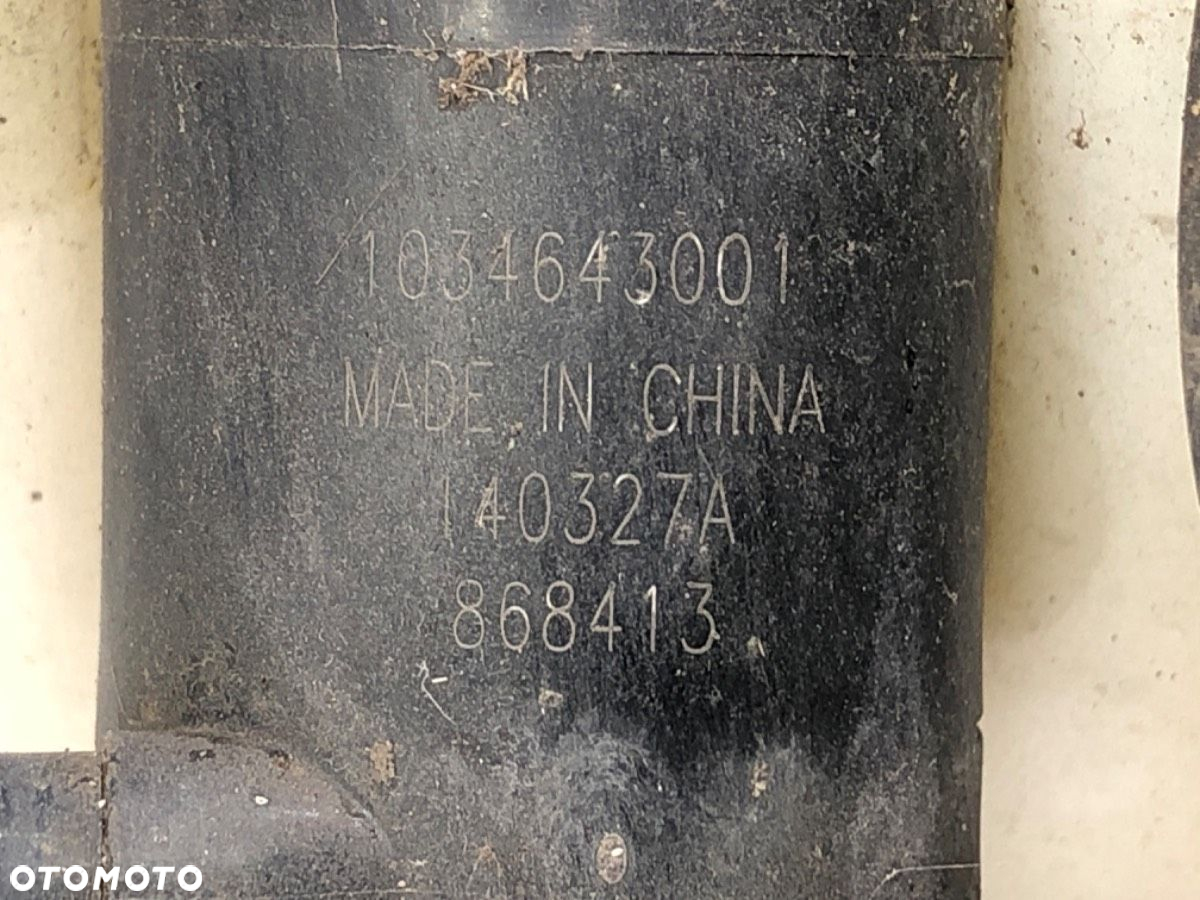 1034643001
MADE IN CHINA
140327A
868413
OTOMOTO